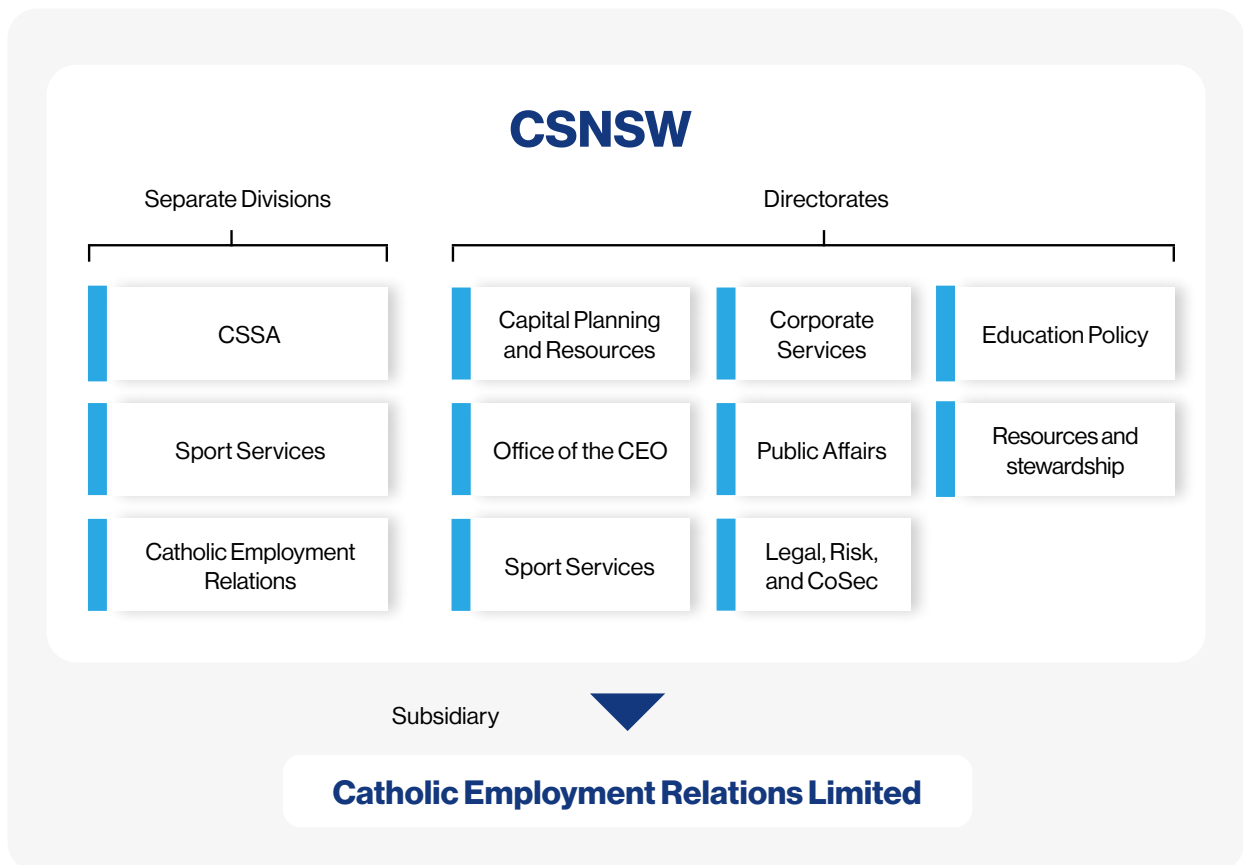 CSNSW
Separate Divisions
CSSA
Sport Services
Catholic Employment
Relations
Directorates
Capital Planning
and Resources
Corporate
Services
Education Policy
Office of the CEO
Public Affairs
Resources and
stewardship
Sport Services
Legal, Risk,
and CoSec
Subsidiary
Catholic Employment Relations Limited